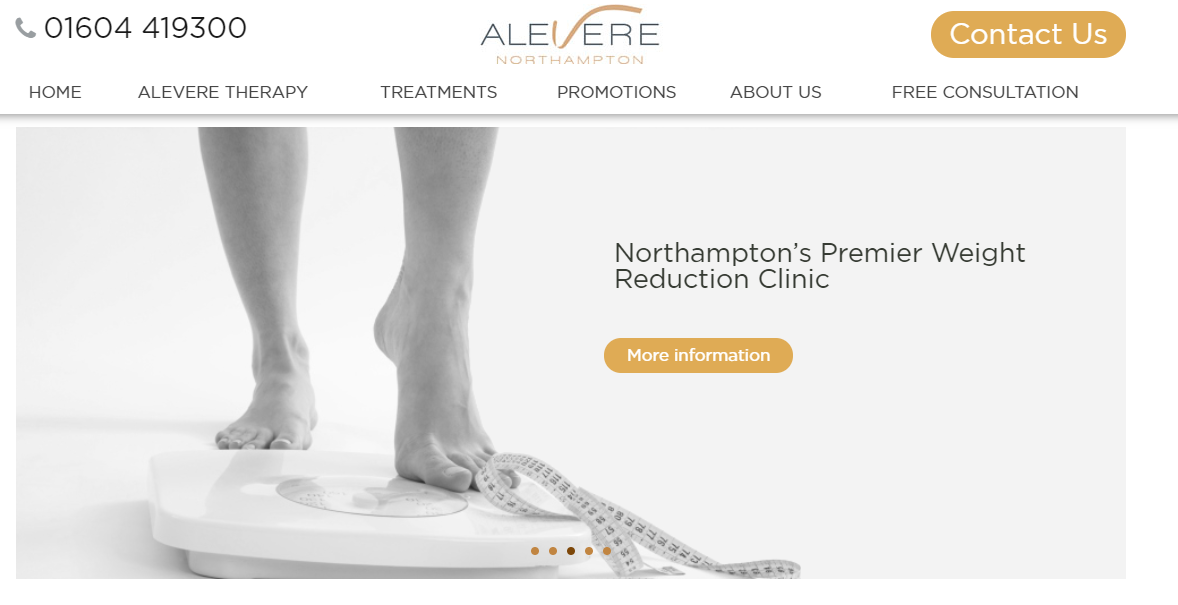 01604 419300
ALEVERE
NORTHAMPTON
Contact Us
HOME
ALEVERE THERAPY
TREATMENTS
PROMOTIONS
ABOUT US
FREE CONSULTATION
Northampton’s Premier Weight
Reduction Clinic
More information